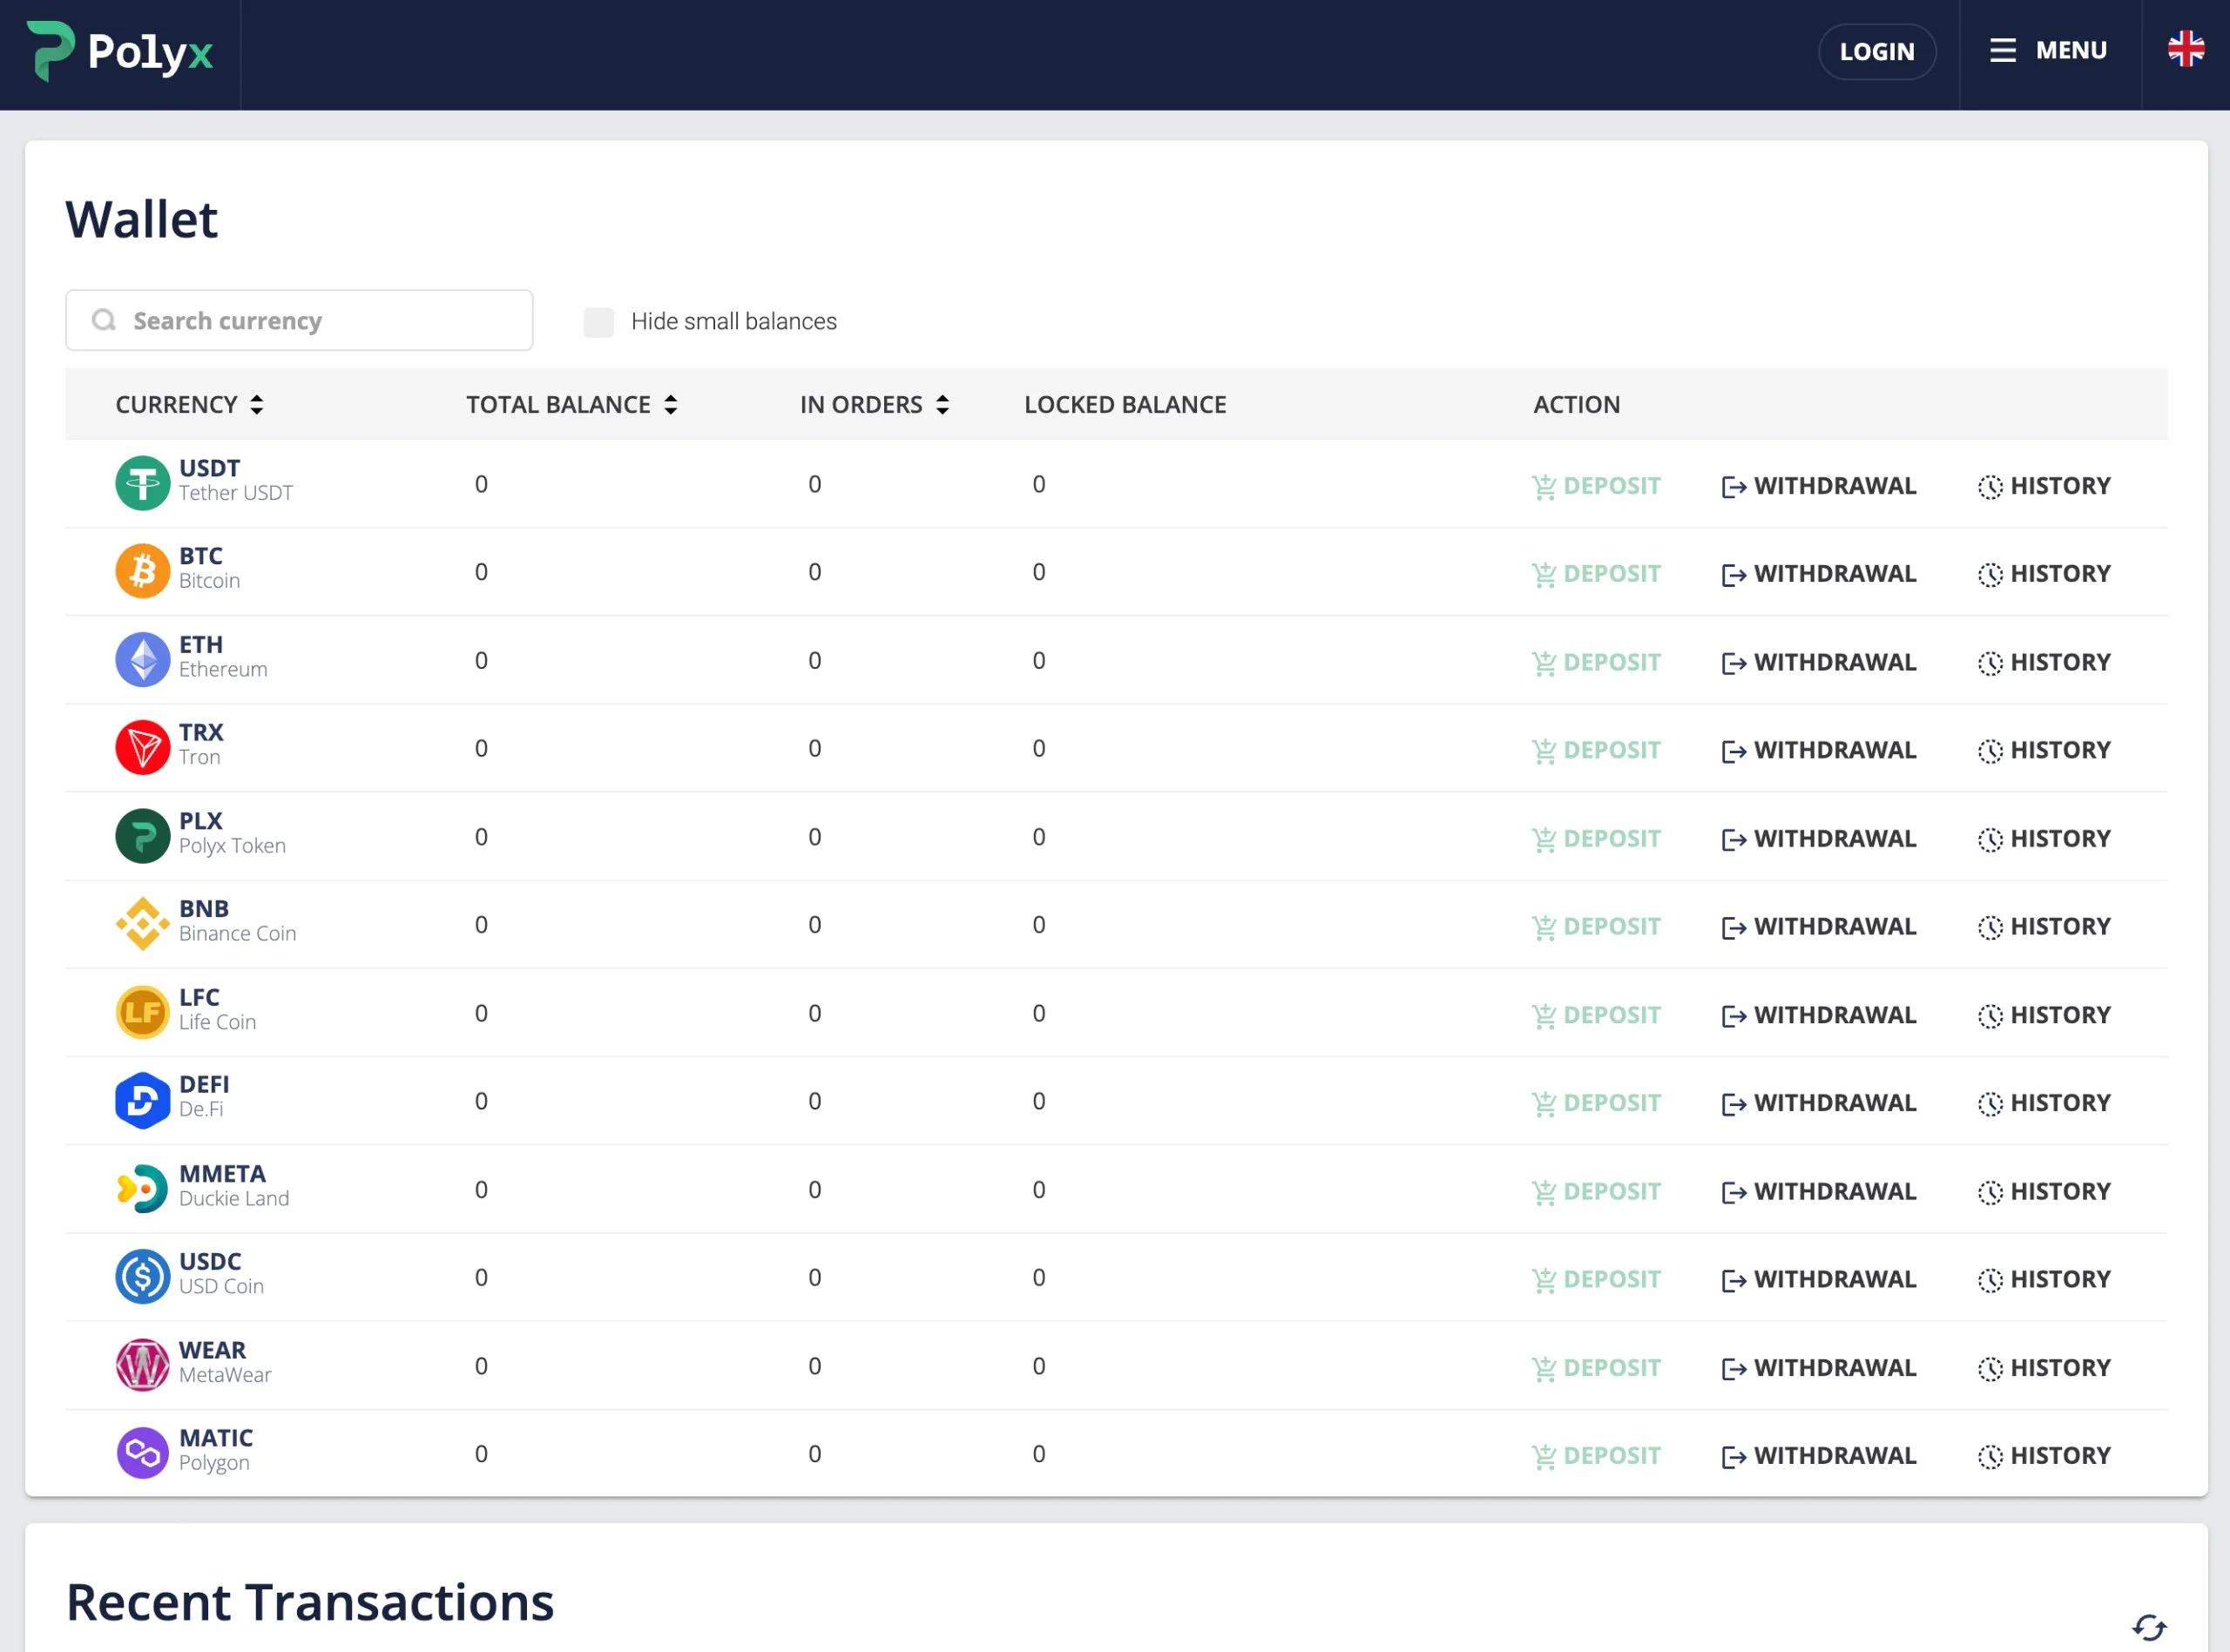 Polyx
LOGIN
MENU
Wallet
Search currency
Hide small balances
CURRENCY TOTAL BALANCE IN ORDERS LOCKED BALANCE ACTION
USDT
Tether USDT
0 0 0 DEPOSIT WITHDRAWAL HISTORY
BTC
Bitcoin
0 0 0 DEPOSIT WITHDRAWAL HISTORY
ETH
Ethereum
0 0 0 DEPOSIT WITHDRAWAL HISTORY
TRX
Tron
0 0 0 DEPOSIT WITHDRAWAL HISTORY
PLX
Polyx Token
0 0 0 DEPOSIT WITHDRAWAL HISTORY
BNB
Binance Coin
0 0 0 DEPOSIT WITHDRAWAL HISTORY
LF
LFC
Life Coin
0 0 0 DEPOSIT WITHDRAWAL HISTORY
DEFI
De.Fi
0 0 0 DEPOSIT WITHDRAWAL HISTORY
MMETA
Duckie Land
0 0 0 DEPOSIT WITHDRAWAL HISTORY
USDC
USD Coin
0 0 0 DEPOSIT WITHDRAWAL HISTORY
WEAR
MetaWear
0 0 0 DEPOSIT WITHDRAWAL HISTORY
MATIC
Polygon
0 0 0 DEPOSIT WITHDRAWAL HISTORY
Recent Transactions